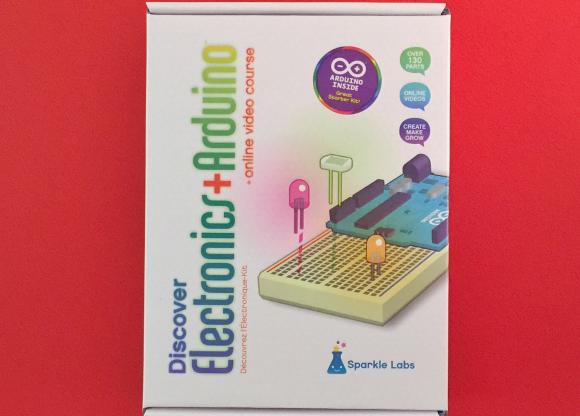 Discover
Electronics+Arduino
+ online video course
Découvrez l'Électronique-Kit
ARDUINO
INSIDE
Great
Starter Kit!
OVER
130
PARTS
ONLINE
VIDEOS
CREATE
MAKE
GROW
Sparkle Labs